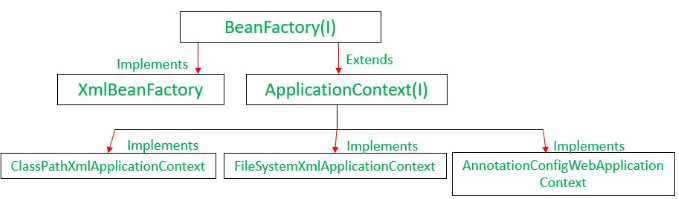 BeanFactory(I)
Implements
Extends
XmlBeanFactory
ApplicationContext(I)
Implements
Implements
Implements
ClassPathXmlApplicationContext
FileSystemXmlApplicationContext
AnnotationConfigWebApplication
Context